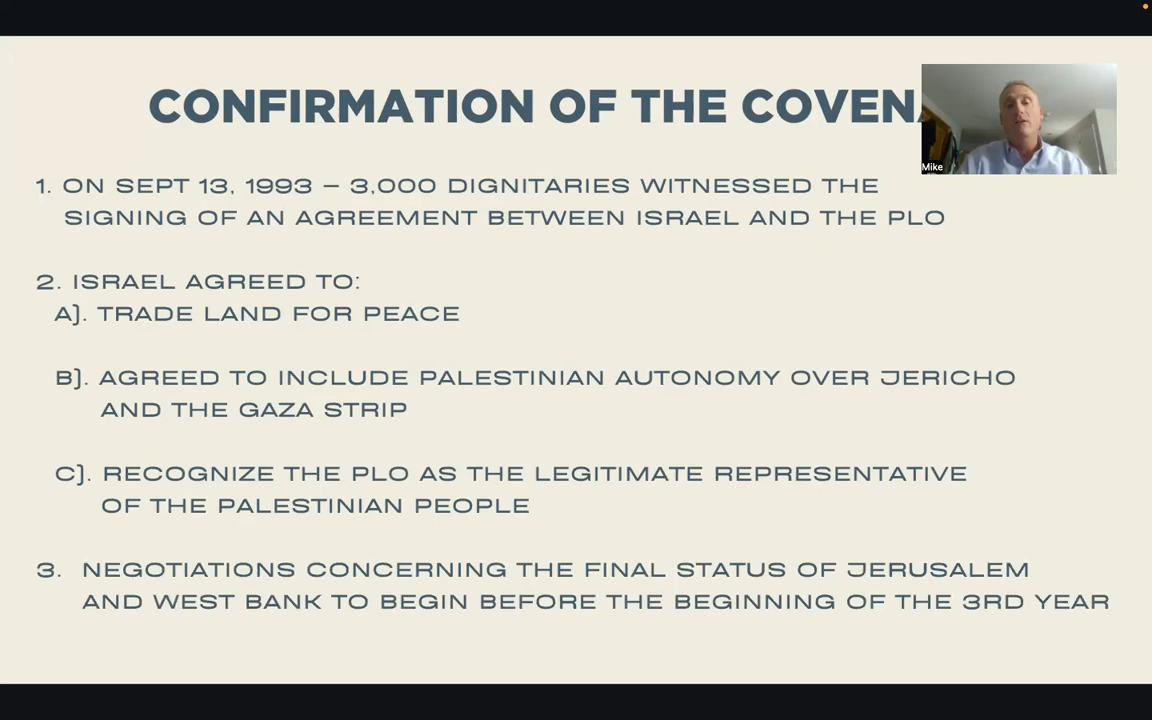 CONFIRMATION OF THE COVEN
Mike
1. ON SEPT 13, 1993 – 3,000 DIGNITARIES WITNESSED THE
SIGNING OF AN AGREEMENT BETWEEN ISRAEL AND THE PLO
2. ISRAEL AGREED TO:
A). TRADE LAND FOR PEACE
B). AGREED TO INCLUDE PALESTINIAN AUTONOMY OVER JERICHO
AND THE GAZA STRIP
C). RECOGNIZE THE PLO AS THE LEGITIMATE REPRESENTATIVE
OF THE PALESTINIAN PEOPLE
3. NEGOTIATIONS CONCERNING THE FINAL STATUS OF JERUSALEM
AND WEST BANK TO BEGIN BEFORE THE BEGINNING OF THE 3RD YEAR